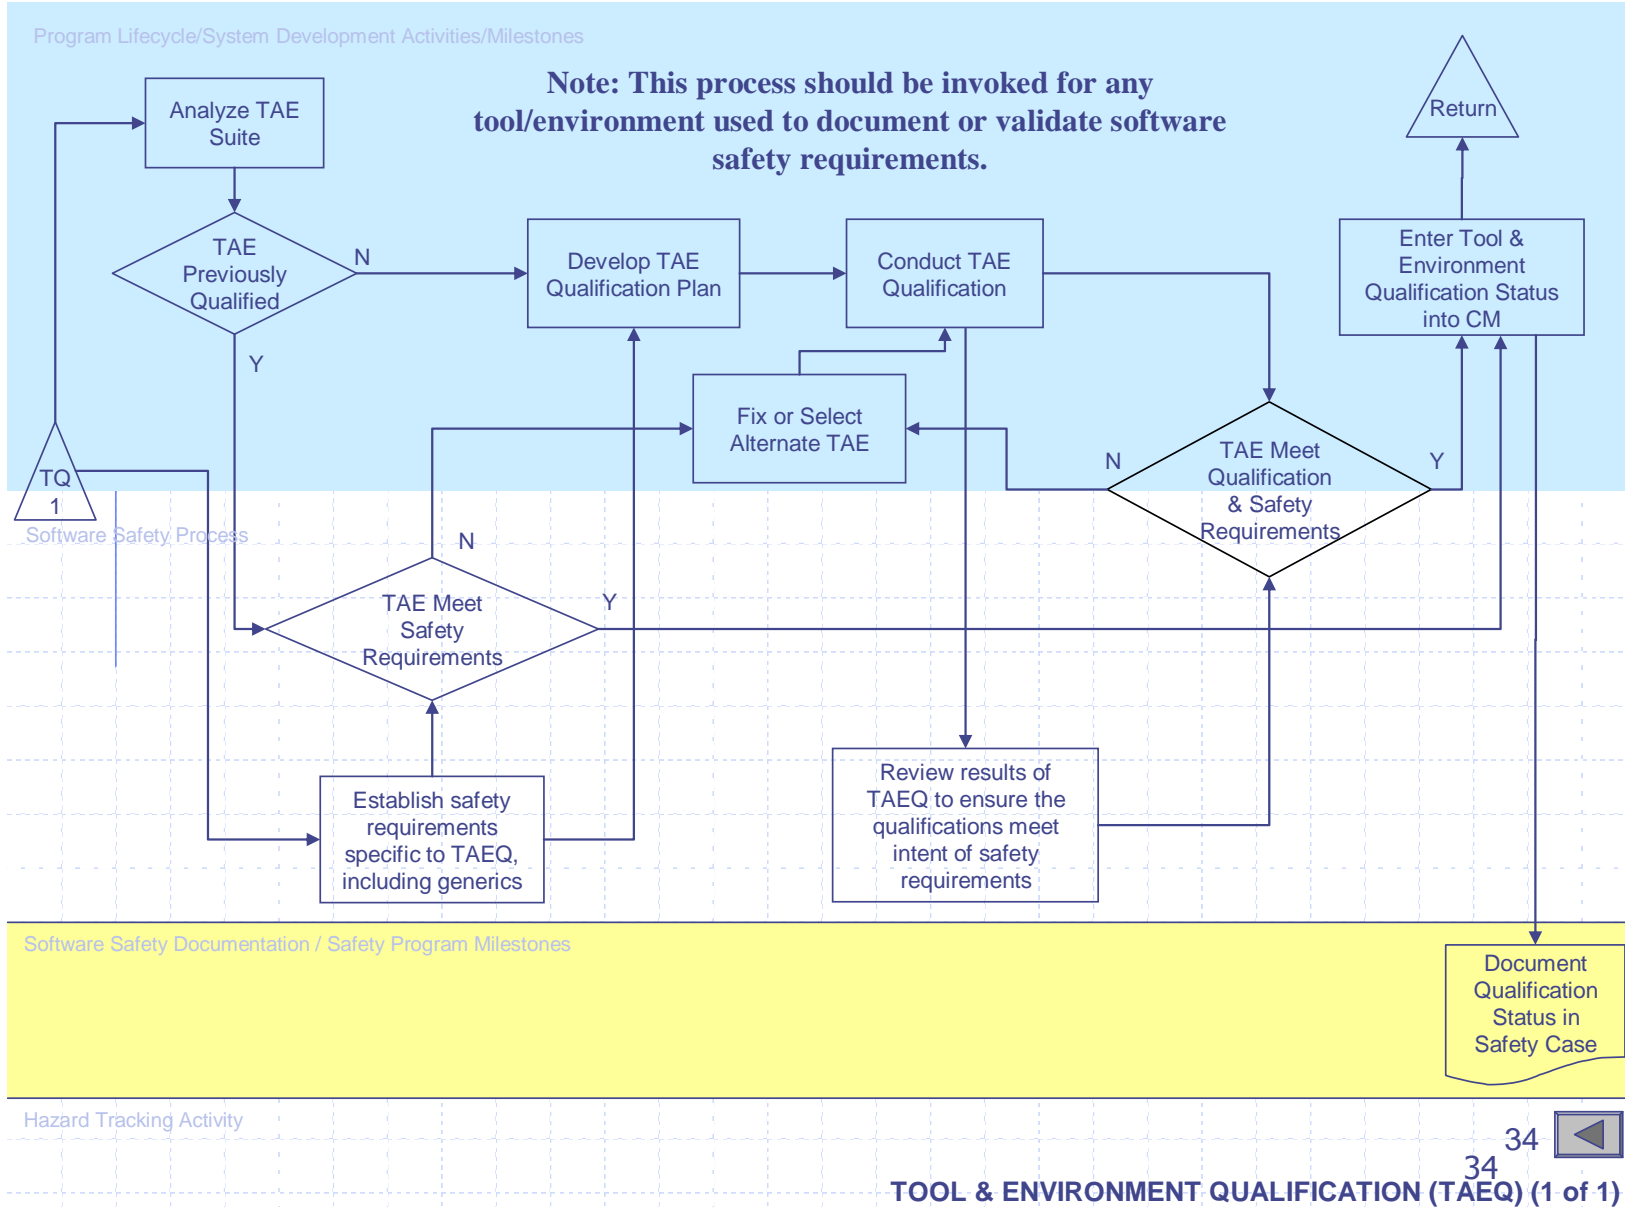 Program Lifecycle/System Development Activities/Milestones
Note: This process should be invoked for any
tool/environment used to document or validate software
safety requirements.
Return
Analyze TAE
Suite
TAE
Previously
Qualified
N
Y
Develop TAE
Qualification Plan
Conduct TAE
Qualification
Enter Tool &
Environment
Qualification Status
into CM
Fix or Select
Alternate TAE
TAE Meet
Qualification
& Safety
Requirements
N
Y
TQ
1
Software Safety Process
N
TAE Meet
Safety
Requirements
Y
Establish safety
requirements
specific to TAEQ,
including generics
Review results of
TAEQ to ensure the
qualifications meet
intent of safety
requirements
Software Safety Documentation / Safety Program Milestones
Document
Qualification
Status in
Safety Case
Hazard Tracking Activity
34
34
TOOL & ENVIRONMENT QUALIFICATION (TAEQ) (1 of 1)